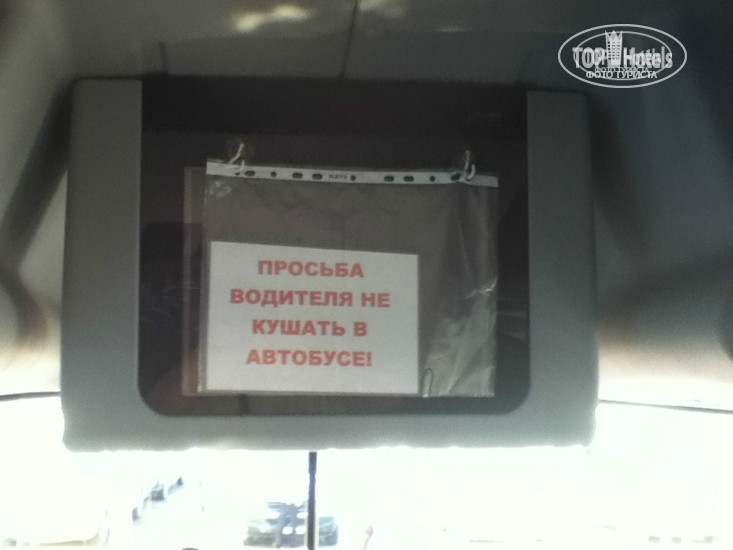 TOP Hotels
ФОТО ТУРИСТА
ПРОСЬБА
ВОДИТЕЛЯ НЕ
КУШАТЬ В
АВТОБУСЕ!